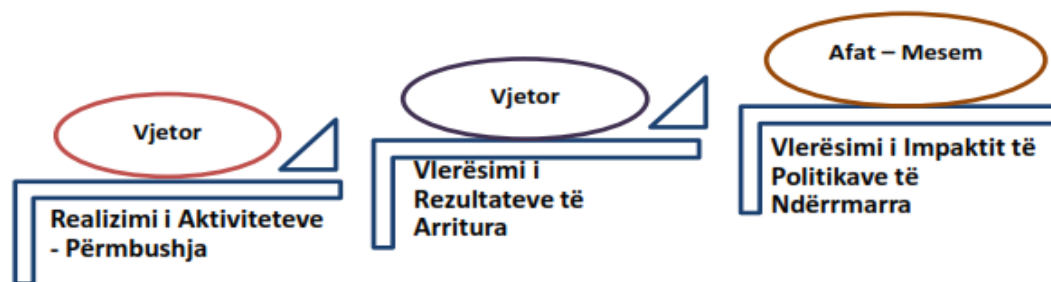 Vjetor
Realizimi i Aktiviteteve
- Përmbushja
Vjetor
Vlerësimi i
Rezultateve të
Arritura
Afat – Mesem
Vlerësimi i Impaktit të
Politikave të
Ndërrmarra